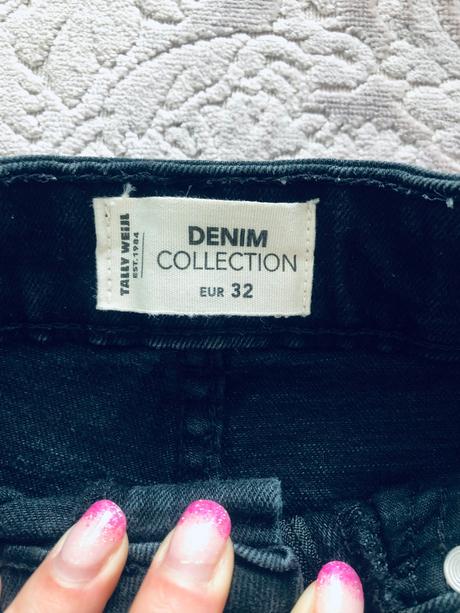 TALLY WEiJL
EST. 1984
DENIM
COLLECTION
EUR 32